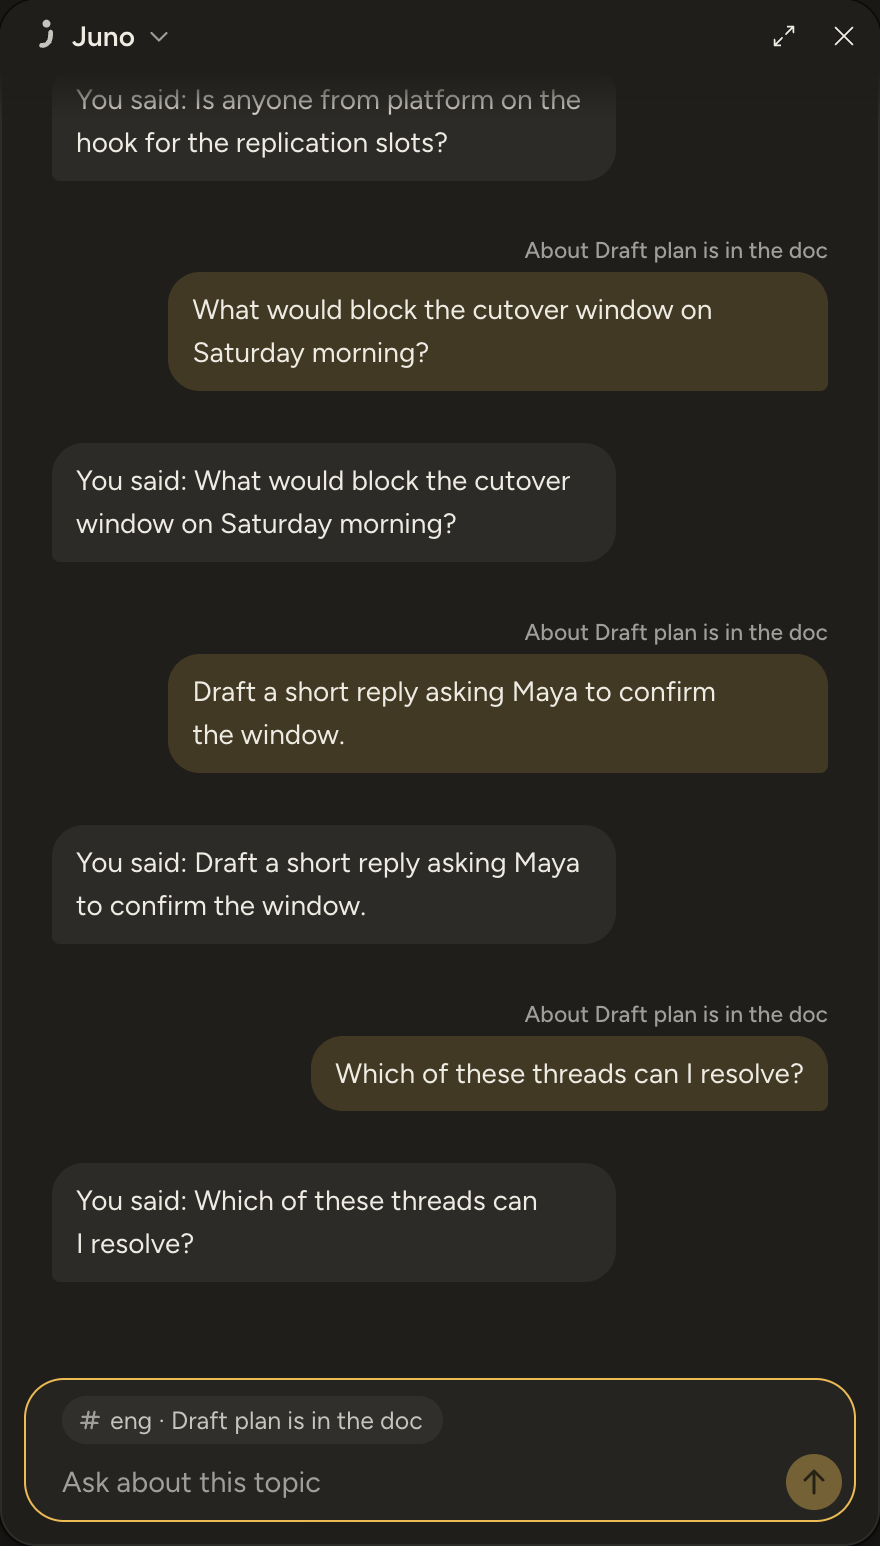 Juno
You said: Is anyone from platform on the
hook for the replication slots?
About Draft plan is in the doc
What would block the cutover window on
Saturday morning?
You said: What would block the cutover
window on Saturday morning?
About Draft plan is in the doc
Draft a short reply asking Maya to confirm
the window.
You said: Draft a short reply asking Maya
to confirm the window.
About Draft plan is in the doc
Which of these threads can I resolve?
You said: Which of these threads can
I resolve?
# eng · Draft plan is in the doc
Ask about this topic